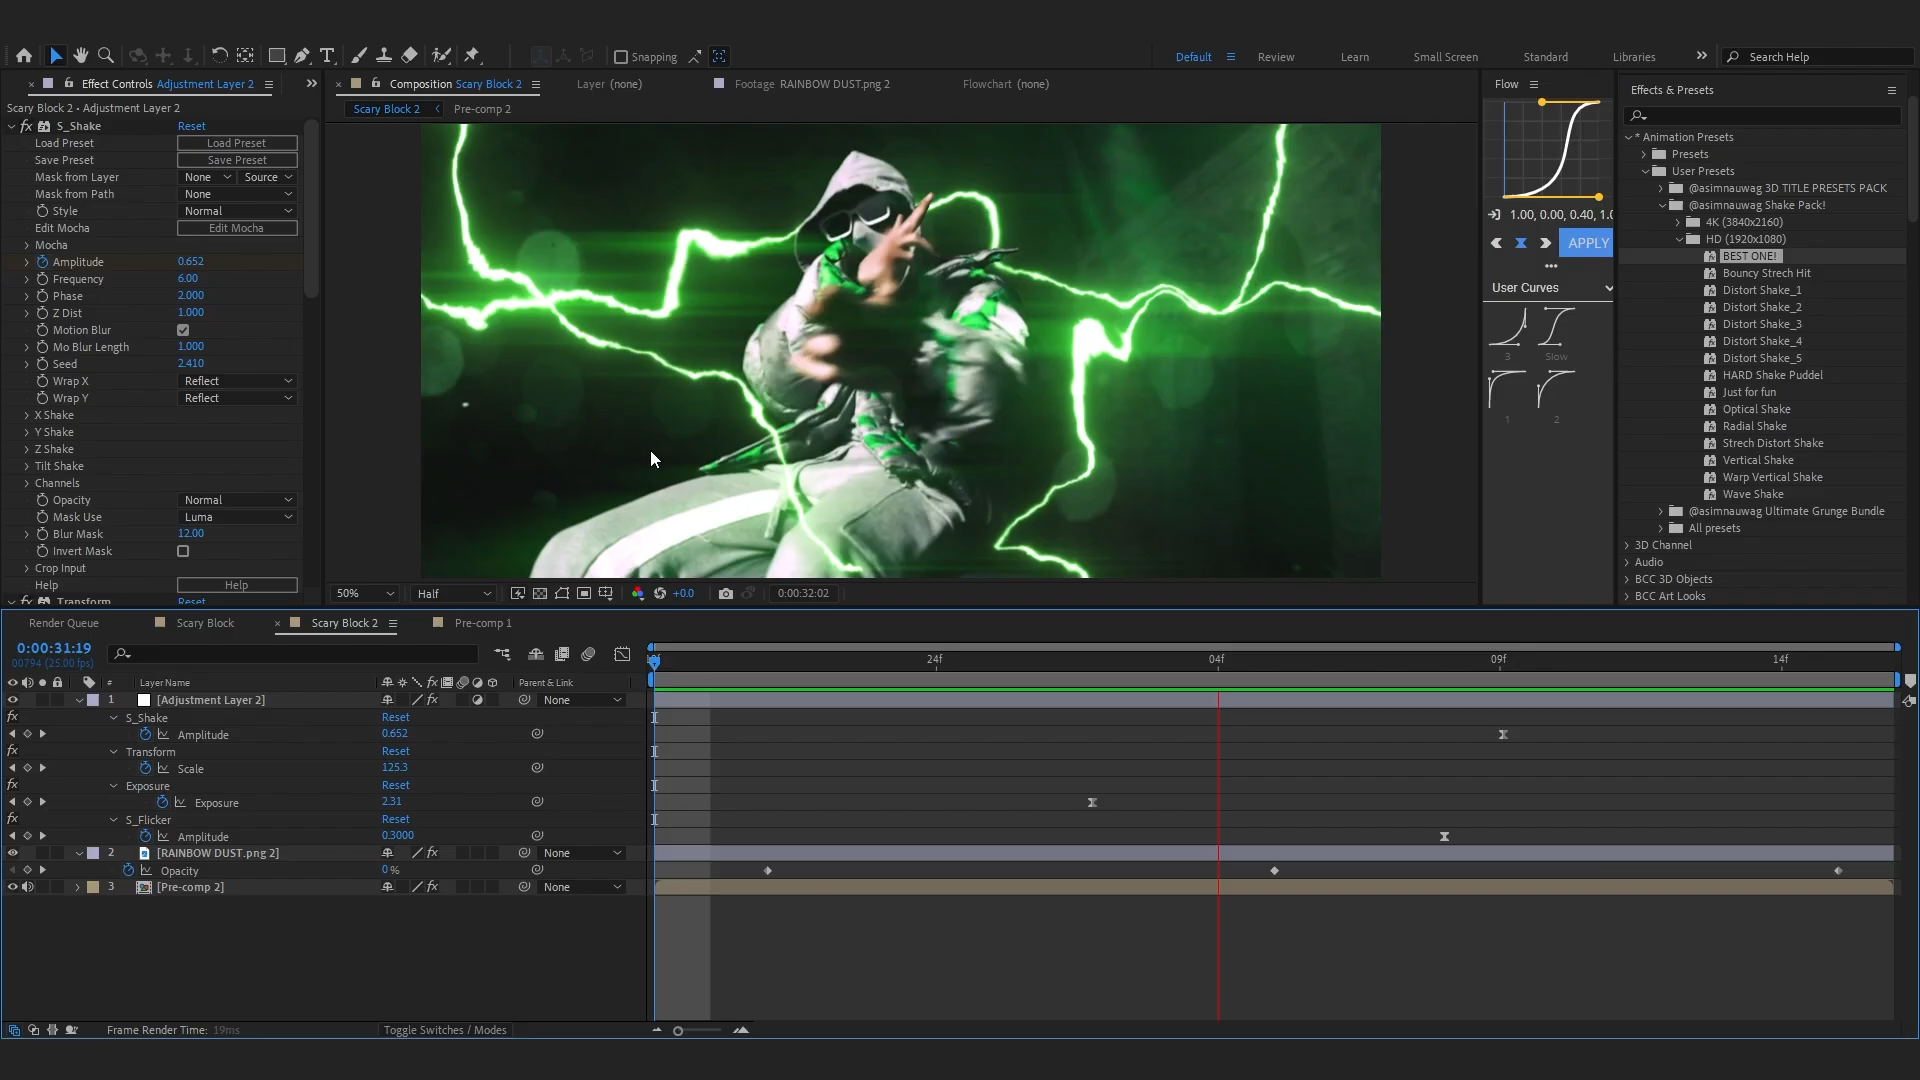 Snapping
Default
Review
Learn
Small Screen
Standard
Libraries
Search Help
Effect Controls Adjustment Layer 2
Scary Block 2 • Adjustment Layer 2
S_Shake Reset
Load Preset Load Preset
Save Preset Save Preset
Mask from Layer None Source
Mask from Path None
Style Normal
Edit Mocha Edit Mocha
Mocha
Amplitude 0.652
Frequency 6.00
Phase 2.000
Z Dist 1.000
Motion Blur
Mo Blur Length 1.000
Seed 2.410
Wrap X Reflect
Wrap Y Reflect
X Shake
Y Shake
Z Shake
Tilt Shake
Channels
Opacity Normal
Mask Use Luma
Blur Mask 12.00
Invert Mask
Crop Input
Help Help
Transform Reset
Composition Scary Block 2
Layer (none)
Footage RAINBOW DUST.png 2
Flowchart (none)
Scary Block 2 Pre-comp 2
50% Half +0.0 0:00:32:02
Flow
1.00, 0.00, 0.40, 1.0
APPLY
User Curves
3 Slow
1 2
Effects & Presets
* Animation Presets
Presets
User Presets
@asimnauwag 3D TITLE PRESETS PACK
@asimnauwag Shake Pack!
4K (3840x2160)
HD (1920x1080)
BEST ONE!
Bouncy Strech Hit
Distort Shake_1
Distort Shake_2
Distort Shake_3
Distort Shake_4
Distort Shake_5
HARD Shake Puddel
Just for fun
Optical Shake
Radial Shake
Strech Distort Shake
Vertical Shake
Warp Vertical Shake
Wave Shake
@asimnauwag Ultimate Grunge Bundle
All presets
3D Channel
Audio
BCC 3D Objects
BCC Art Looks
Render Queue Scary Block Scary Block 2 Pre-comp 1
0:00:31:19
00794 (25.00 fps)
24f 04f 09f 14f
# Layer Name Parent & Link
1 [Adjustment Layer 2] None
S_Shake Reset
Amplitude 0.652
Transform Reset
Scale 125.3
Exposure Reset
Exposure 2.31
S_Flicker Reset
Amplitude 0.3000
2 [RAINBOW DUST.png 2] None
Opacity 0 %
3 [Pre-comp 2] None
Frame Render Time: 19ms
Toggle Switches / Modes